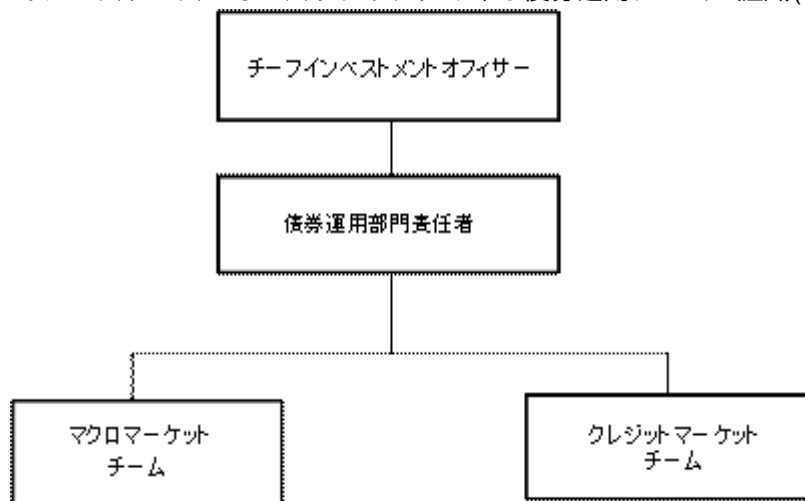 チーフインベストメントオフィサー
債券運用部門責任者
マクロマーケット
チーム
クレジットマーケット
チーム